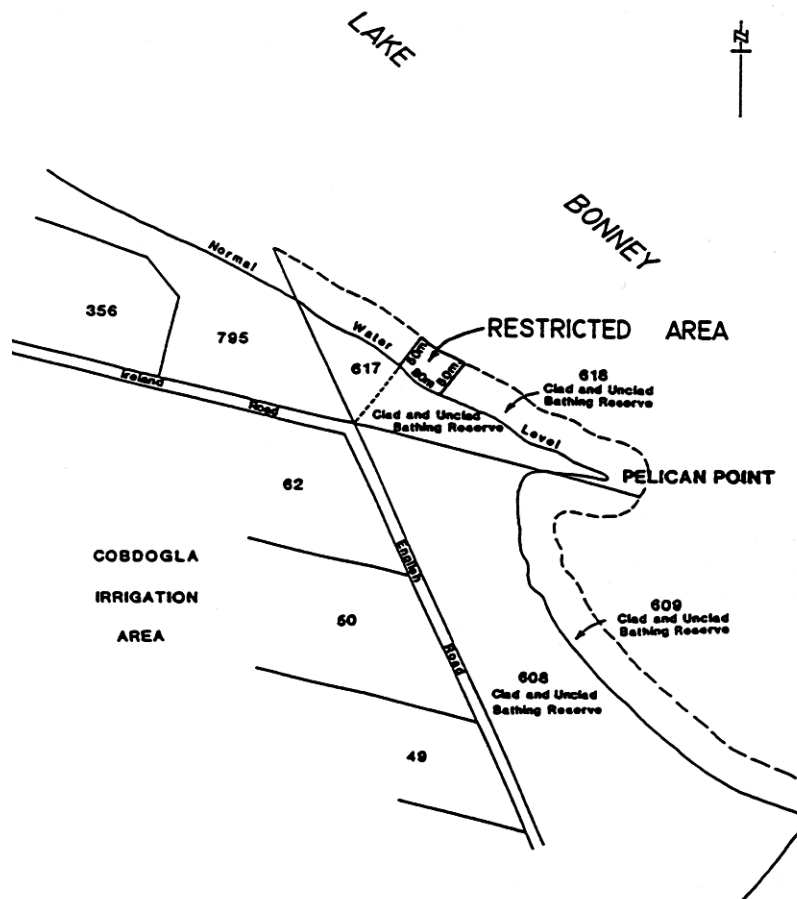 LAKE
N
BONNEY
Normal
Water
Level
RESTRICTED AREA
50m.
80m
50m.
356
795
617
618
Clad and Unclad
Bathing Reserve
Clad and Unclad
Bathing Reserve
Ireland
Road
PELICAN POINT
62
COBDOGLA
IRRIGATION
AREA
English
Road
50
609
Clad and Unclad
Bathing Reserve
608
Clad and Unclad
Bathing Reserve
49